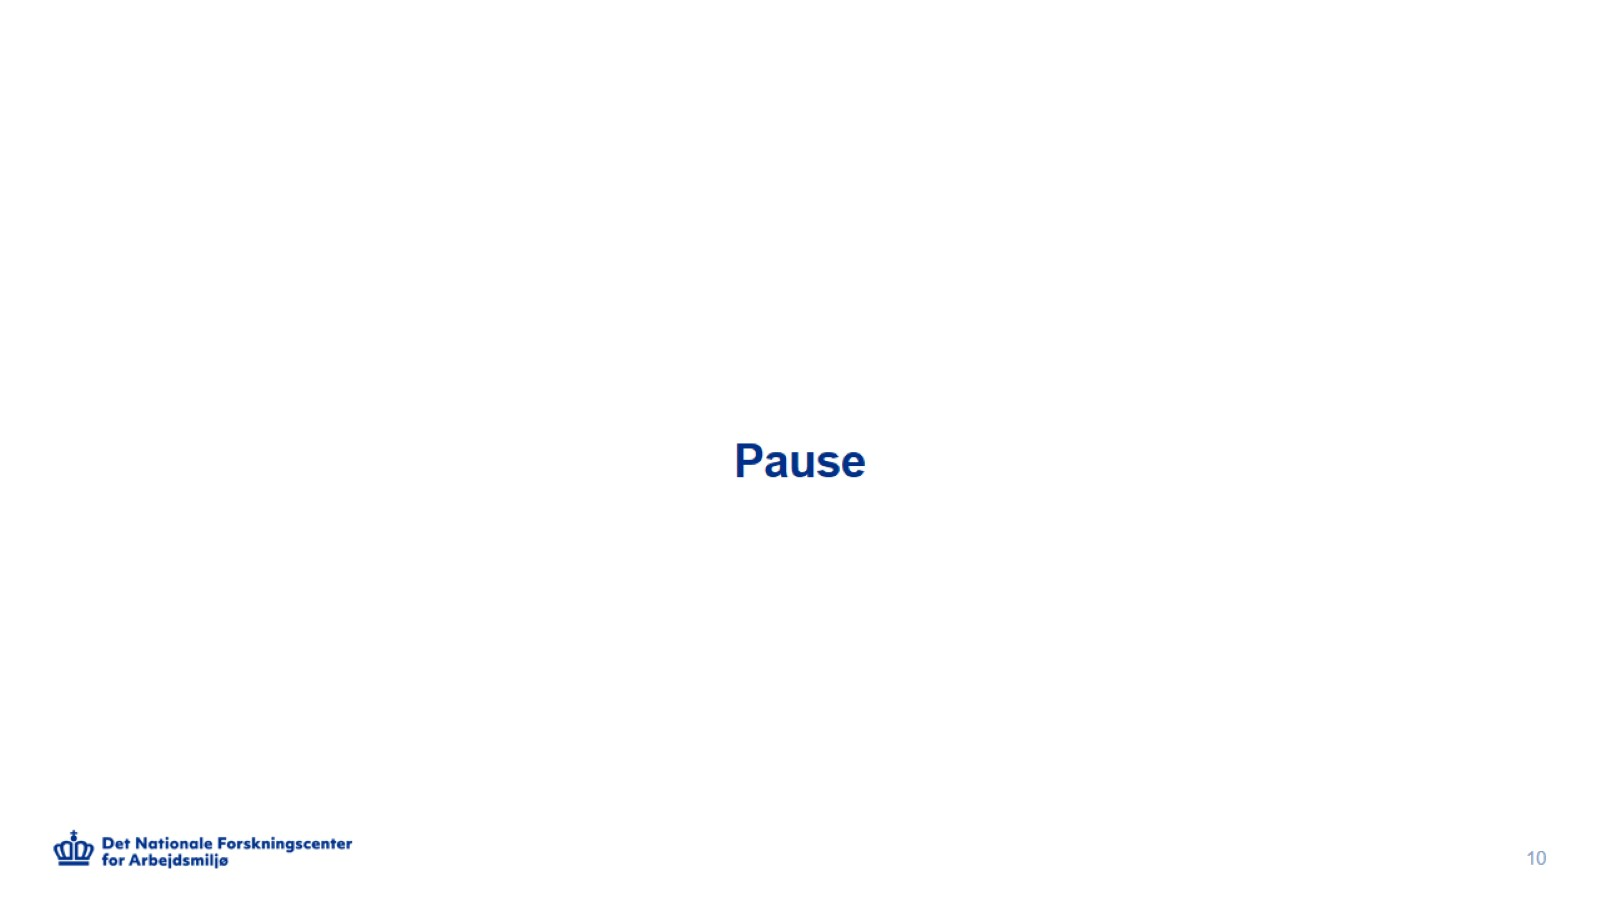 Pause
Det Nationale Forskningscenter
for Arbejdsmiljø
10